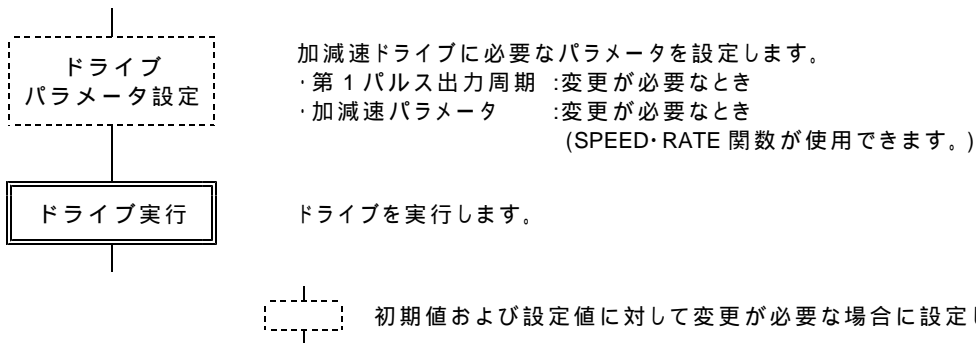 ドライブ
パラメータ設定
加減速ドライブに必要なパラメータを設定します。
・第1パルス出力周期 :変更が必要なとき
・加減速パラメータ :変更が必要なとき
(SPEED・RATE 関数が使用できます。)
ドライブ実行
ドライブを実行します。
初期値および設定値に対して変更が必要な場合に設定し